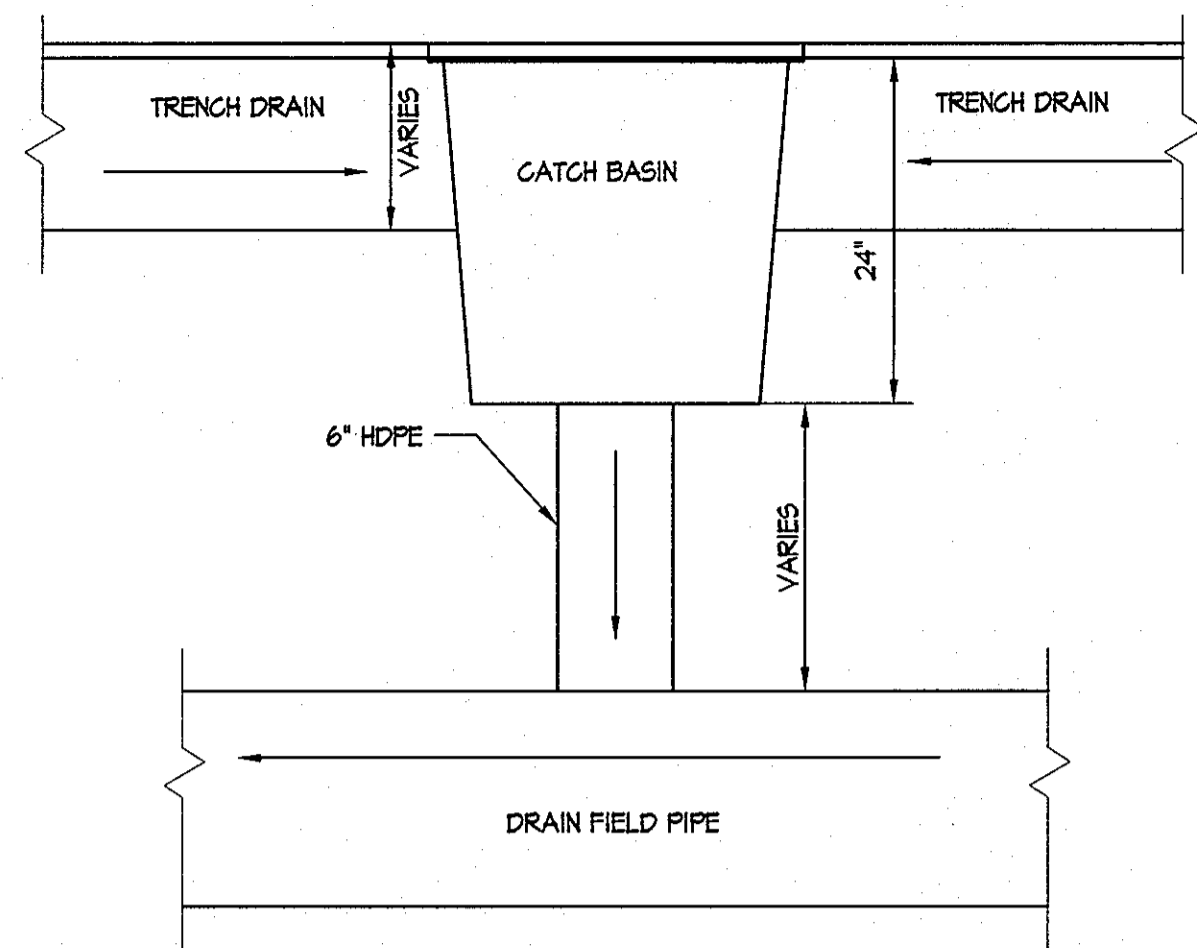 TRENCH DRAIN
TRENCH DRAIN
VARIES
CATCH BASIN
24"
6" HDPE
VARIES
DRAIN FIELD PIPE